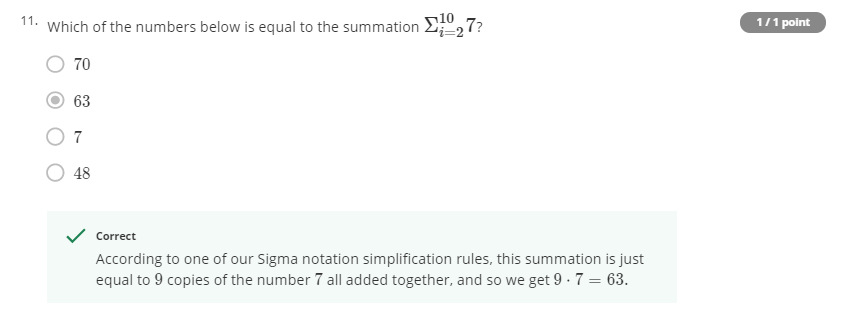 11. Which of the numbers below is equal to the summation Σ_{i=2}^{10} 7?
1 / 1 point
70
63
7
48
Correct
According to one of our Sigma notation simplification rules, this summation is just
equal to 9 copies of the number 7 all added together, and so we get 9 · 7 = 63.